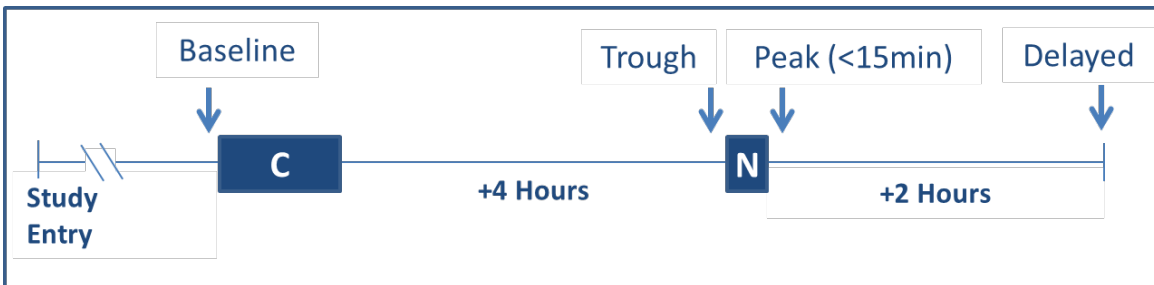 Baseline
Trough
Peak (<15min)
Delayed
C
N
+4 Hours
+2 Hours
Study
Entry